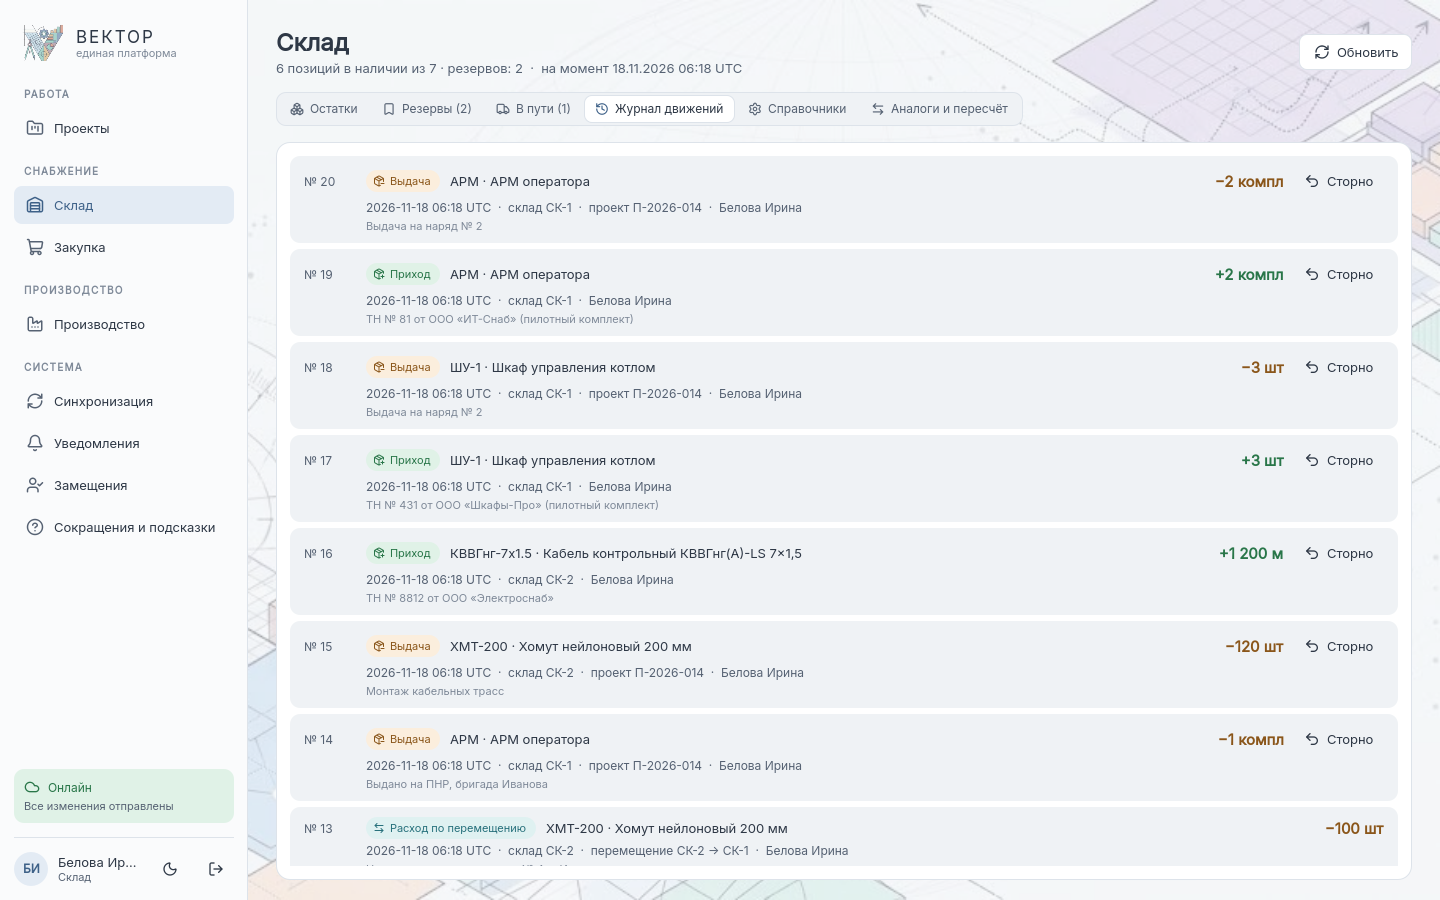 ВЕКТОР
единая платформа
РАБОТА
Проекты
СНАБЖЕНИЕ
Склад
Закупка
ПРОИЗВОДСТВО
Производство
СИСТЕМА
Синхронизация
Уведомления
Замещения
Сокращения и подсказки
Онлайн
Все изменения отправлены
БИ
Белова Ир...
Склад
Склад
6 позиций в наличии из 7 · резервов: 2 · на момент 18.11.2026 06:18 UTC
Обновить
Остатки
Резервы (2)
В пути (1)
Журнал движений
Справочники
Аналоги и пересчёт
№ 20 Выдача АРМ · АРМ оператора −2 компл Сторно
2026-11-18 06:18 UTC · склад СК-1 · проект П-2026-014 · Белова Ирина
Выдача на наряд № 2
№ 19 Приход АРМ · АРМ оператора +2 компл Сторно
2026-11-18 06:18 UTC · склад СК-1 · Белова Ирина
ТН № 81 от ООО «ИТ-Снаб» (пилотный комплект)
№ 18 Выдача ШУ-1 · Шкаф управления котлом −3 шт Сторно
2026-11-18 06:18 UTC · склад СК-1 · проект П-2026-014 · Белова Ирина
Выдача на наряд № 2
№ 17 Приход ШУ-1 · Шкаф управления котлом +3 шт Сторно
2026-11-18 06:18 UTC · склад СК-1 · Белова Ирина
ТН № 431 от ООО «Шкафы-Про» (пилотный комплект)
№ 16 Приход КВВГнг-7х1.5 · Кабель контрольный КВВГнг(А)-LS 7×1,5 +1 200 м Сторно
2026-11-18 06:18 UTC · склад СК-2 · Белова Ирина
ТН № 8812 от ООО «Электроснаб»
№ 15 Выдача ХМТ-200 · Хомут нейлоновый 200 мм −120 шт Сторно
2026-11-18 06:18 UTC · склад СК-2 · проект П-2026-014 · Белова Ирина
Монтаж кабельных трасс
№ 14 Выдача АРМ · АРМ оператора −1 компл Сторно
2026-11-18 06:18 UTC · склад СК-1 · проект П-2026-014 · Белова Ирина
Выдано на ПНР, бригада Иванова
№ 13 Расход по перемещению ХМТ-200 · Хомут нейлоновый 200 мм −100 шт
2026-11-18 06:18 UTC · склад СК-2 · перемещение СК-2 → СК-1 · Белова Ирина